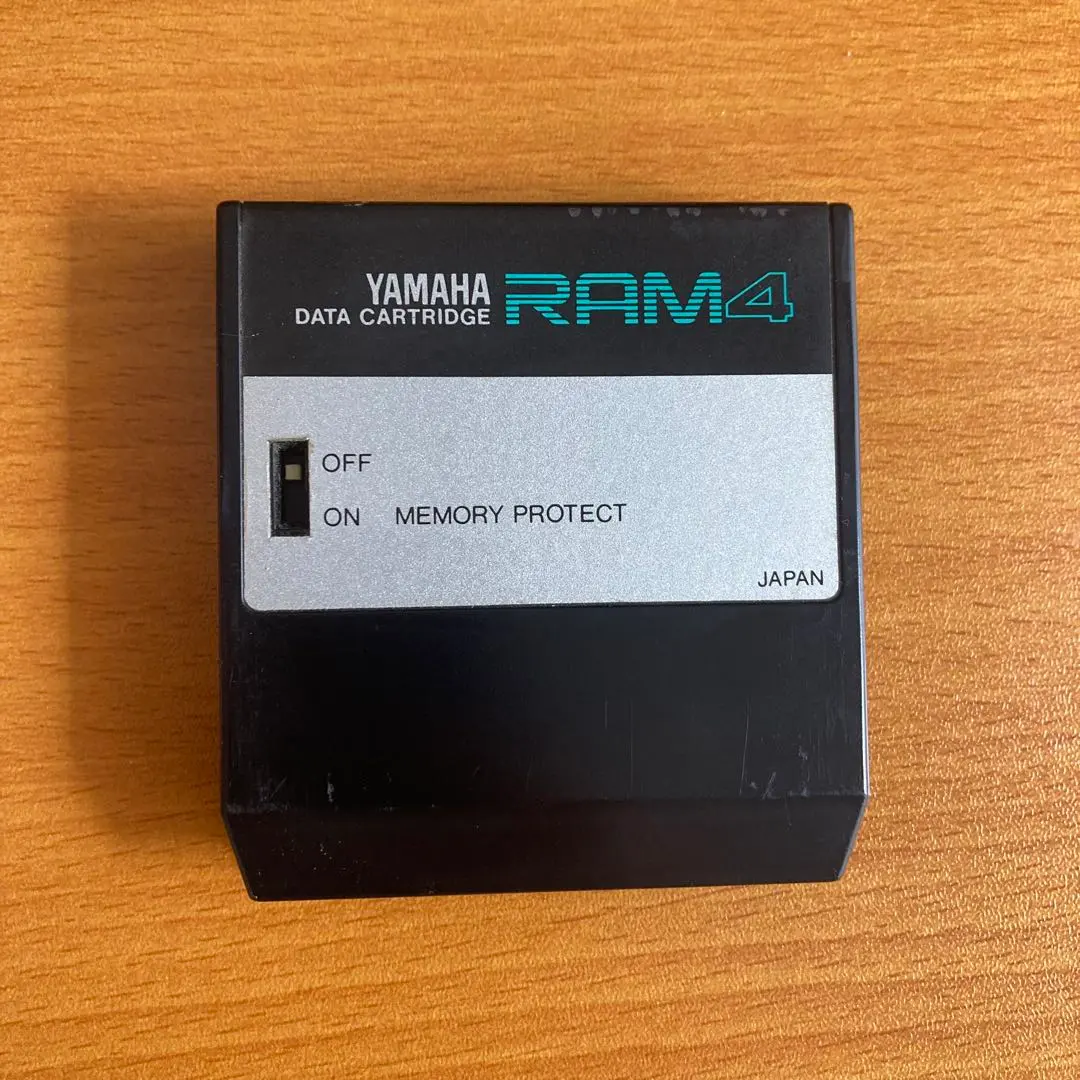 YAMAHA RAM4
DATA CARTRIDGE
OFF
ON MEMORY PROTECT
JAPAN